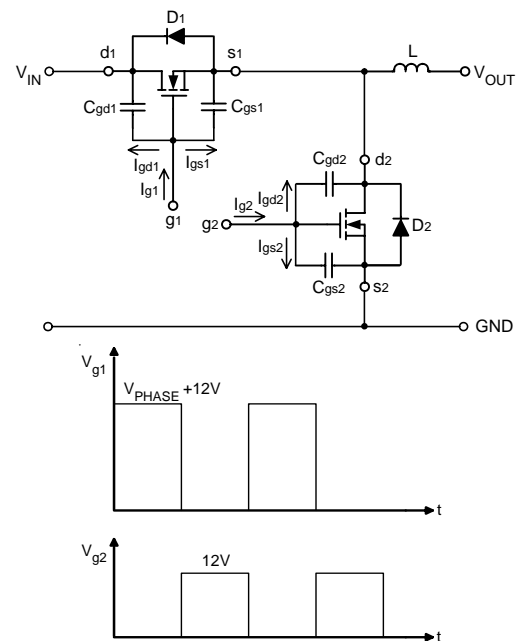 D1
d1
s1
L
VIN
VOUT
Cgd1
Cgs1
Igd1
Igs1
Ig1
g1
Cgd2
d2
Ig2
Igd2
g2
D2
Igs2
Cgs2
s2
GND
Vg1
VPHASE +12V
t
Vg2
12V
t